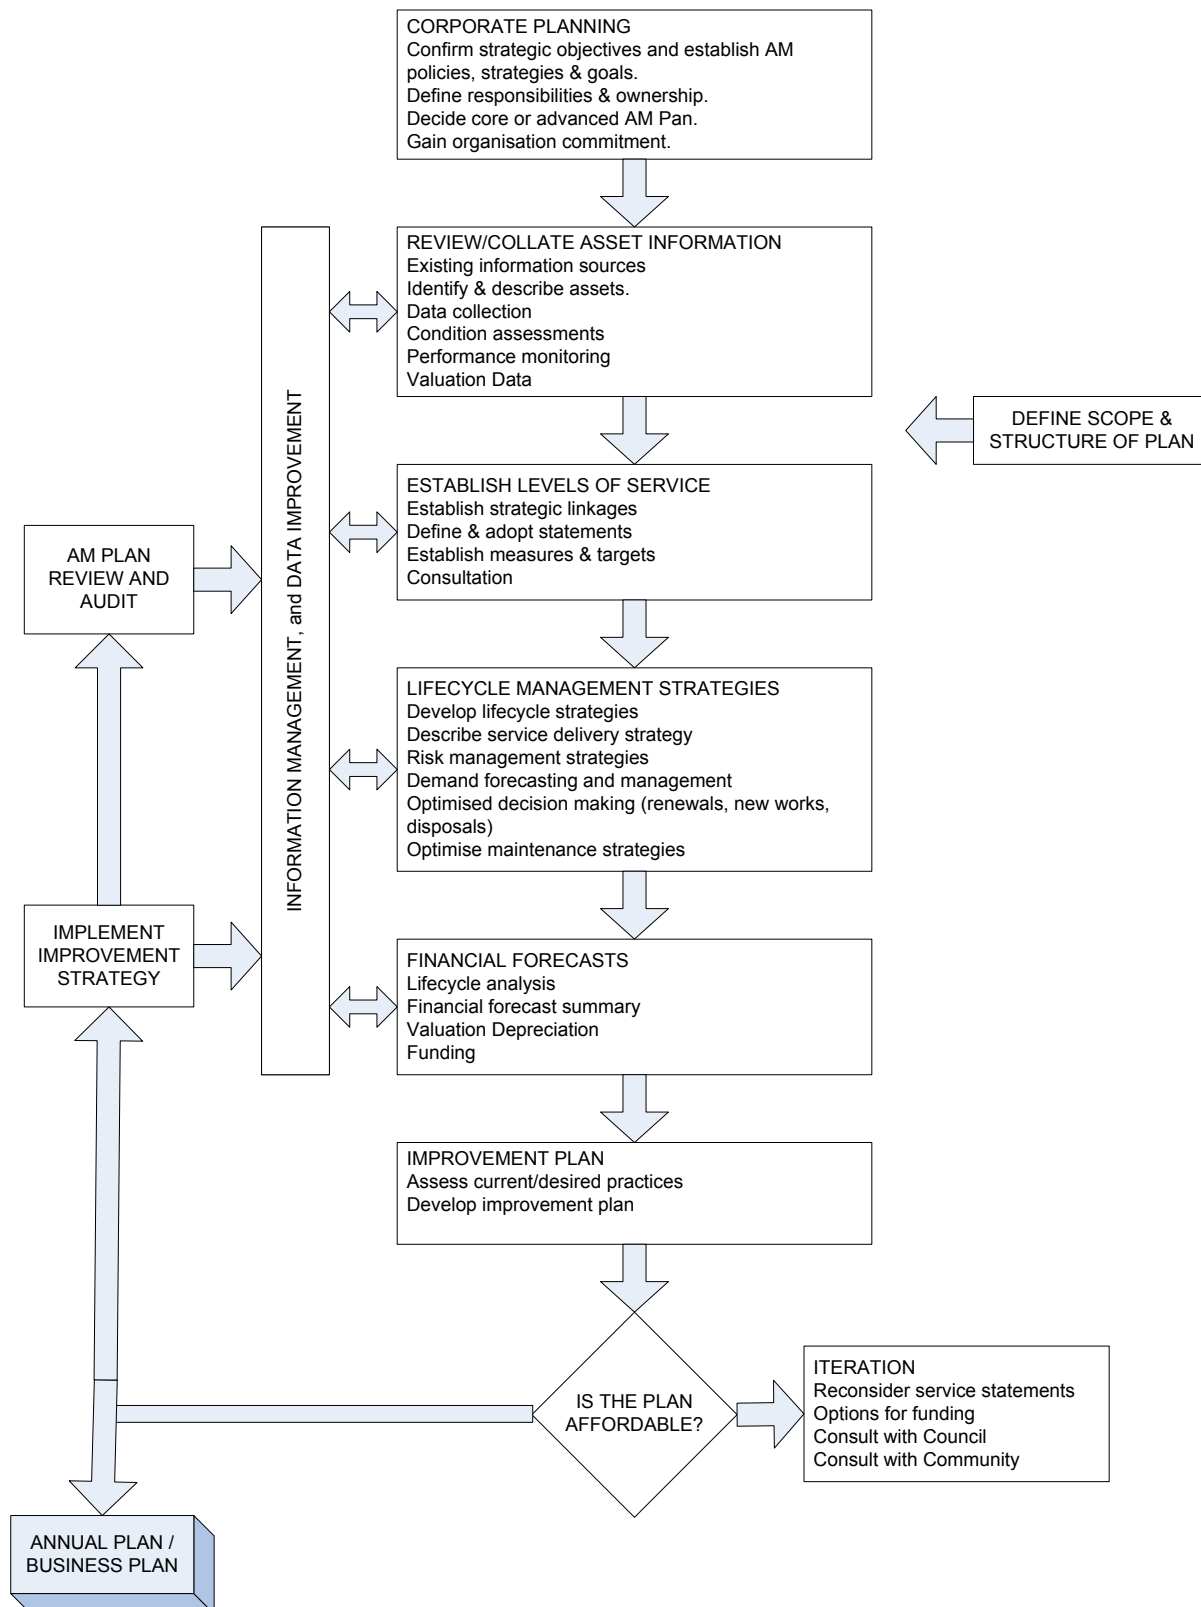 CORPORATE PLANNING
Confirm strategic objectives and establish AM
policies, strategies & goals.
Define responsibilities & ownership.
Decide core or advanced AM Pan.
Gain organisation commitment.
REVIEW/COLLATE ASSET INFORMATION
Existing information sources
Identify & describe assets.
Data collection
Condition assessments
Performance monitoring
Valuation Data
DEFINE SCOPE &
STRUCTURE OF PLAN
INFORMATION MANAGEMENT, and DATA IMPROVEMENT
ESTABLISH LEVELS OF SERVICE
Establish strategic linkages
Define & adopt statements
Establish measures & targets
Consultation
AM PLAN
REVIEW AND
AUDIT
LIFECYCLE MANAGEMENT STRATEGIES
Develop lifecycle strategies
Describe service delivery strategy
Risk management strategies
Demand forecasting and management
Optimised decision making (renewals, new works,
disposals)
Optimise maintenance strategies
IMPLEMENT
IMPROVEMENT
STRATEGY
FINANCIAL FORECASTS
Lifecycle analysis
Financial forecast summary
Valuation Depreciation
Funding
IMPROVEMENT PLAN
Assess current/desired practices
Develop improvement plan
IS THE PLAN
AFFORDABLE?
ITERATION
Reconsider service statements
Options for funding
Consult with Council
Consult with Community
ANNUAL PLAN /
BUSINESS PLAN